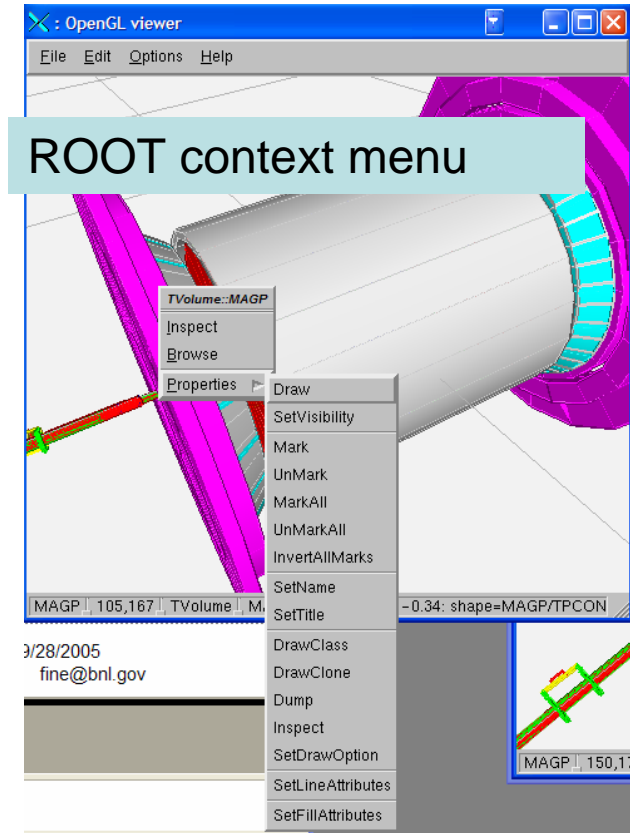 : OpenGL viewer
File Edit Options Help
ROOT context menu
TVolume::MAGP
Inspect
Browse
Properties
Draw
SetVisibility
Mark
UnMark
MarkAll
UnMarkAll
InvertAllMarks
SetName
SetTitle
DrawClass
DrawClone
Dump
Inspect
SetDrawOption
SetLineAttributes
SetFillAttributes
MAGP 105,167 TVolume -0.34: shape=MAGP/TPCON
9/28/2005
fine@bnl.gov
MAGP